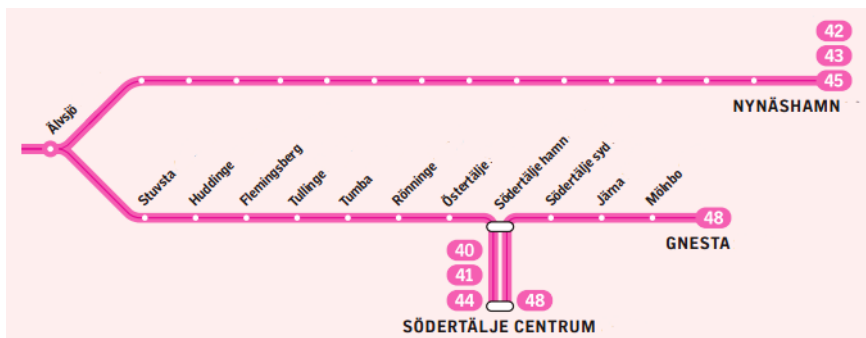 42
43
45
NYNÄSHAMN
Älvsjö
Stuvsta
Huddinge
Flemingsberg
Tullinge
Tumba
Rönninge
Östertälje
Södertälje hamn
Södertälje syd
Järna
Mölnbo
48
GNESTA
40
41
44
48
SÖDERTÄLJE CENTRUM